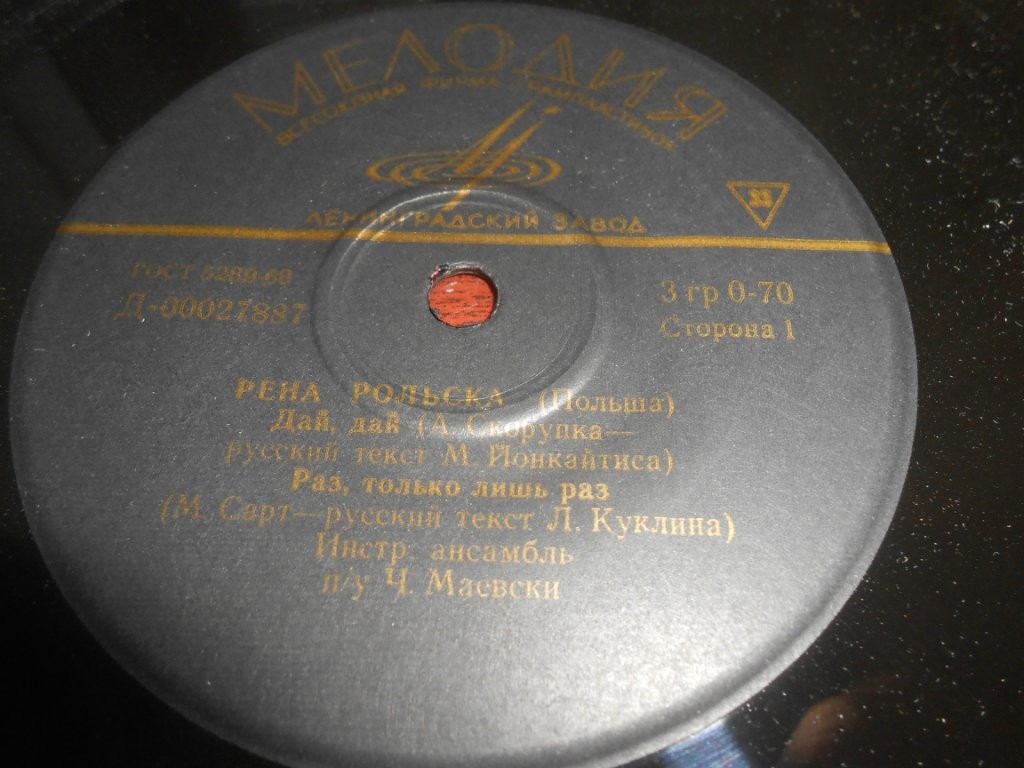 МЕЛОДИЯ
ВСЕСОЮЗНАЯ ФИРМА ГРАМПЛАСТИНОК
ЛЕНИНГРАДСКИЙ ЗАВОД
33
ГОСТ 5289-68
Д-00027887
3 гр 0-70
Сторона 1
РЕНА РОЛЬСКА (Польша)
Дай, дай (А. Скорупка—
русский текст М. Йонкайтиса)
Раз, только лишь раз
(М. Сарт—русский текст Л. Куклина)
Инстр. ансамбль
п/у Ч. Маевски